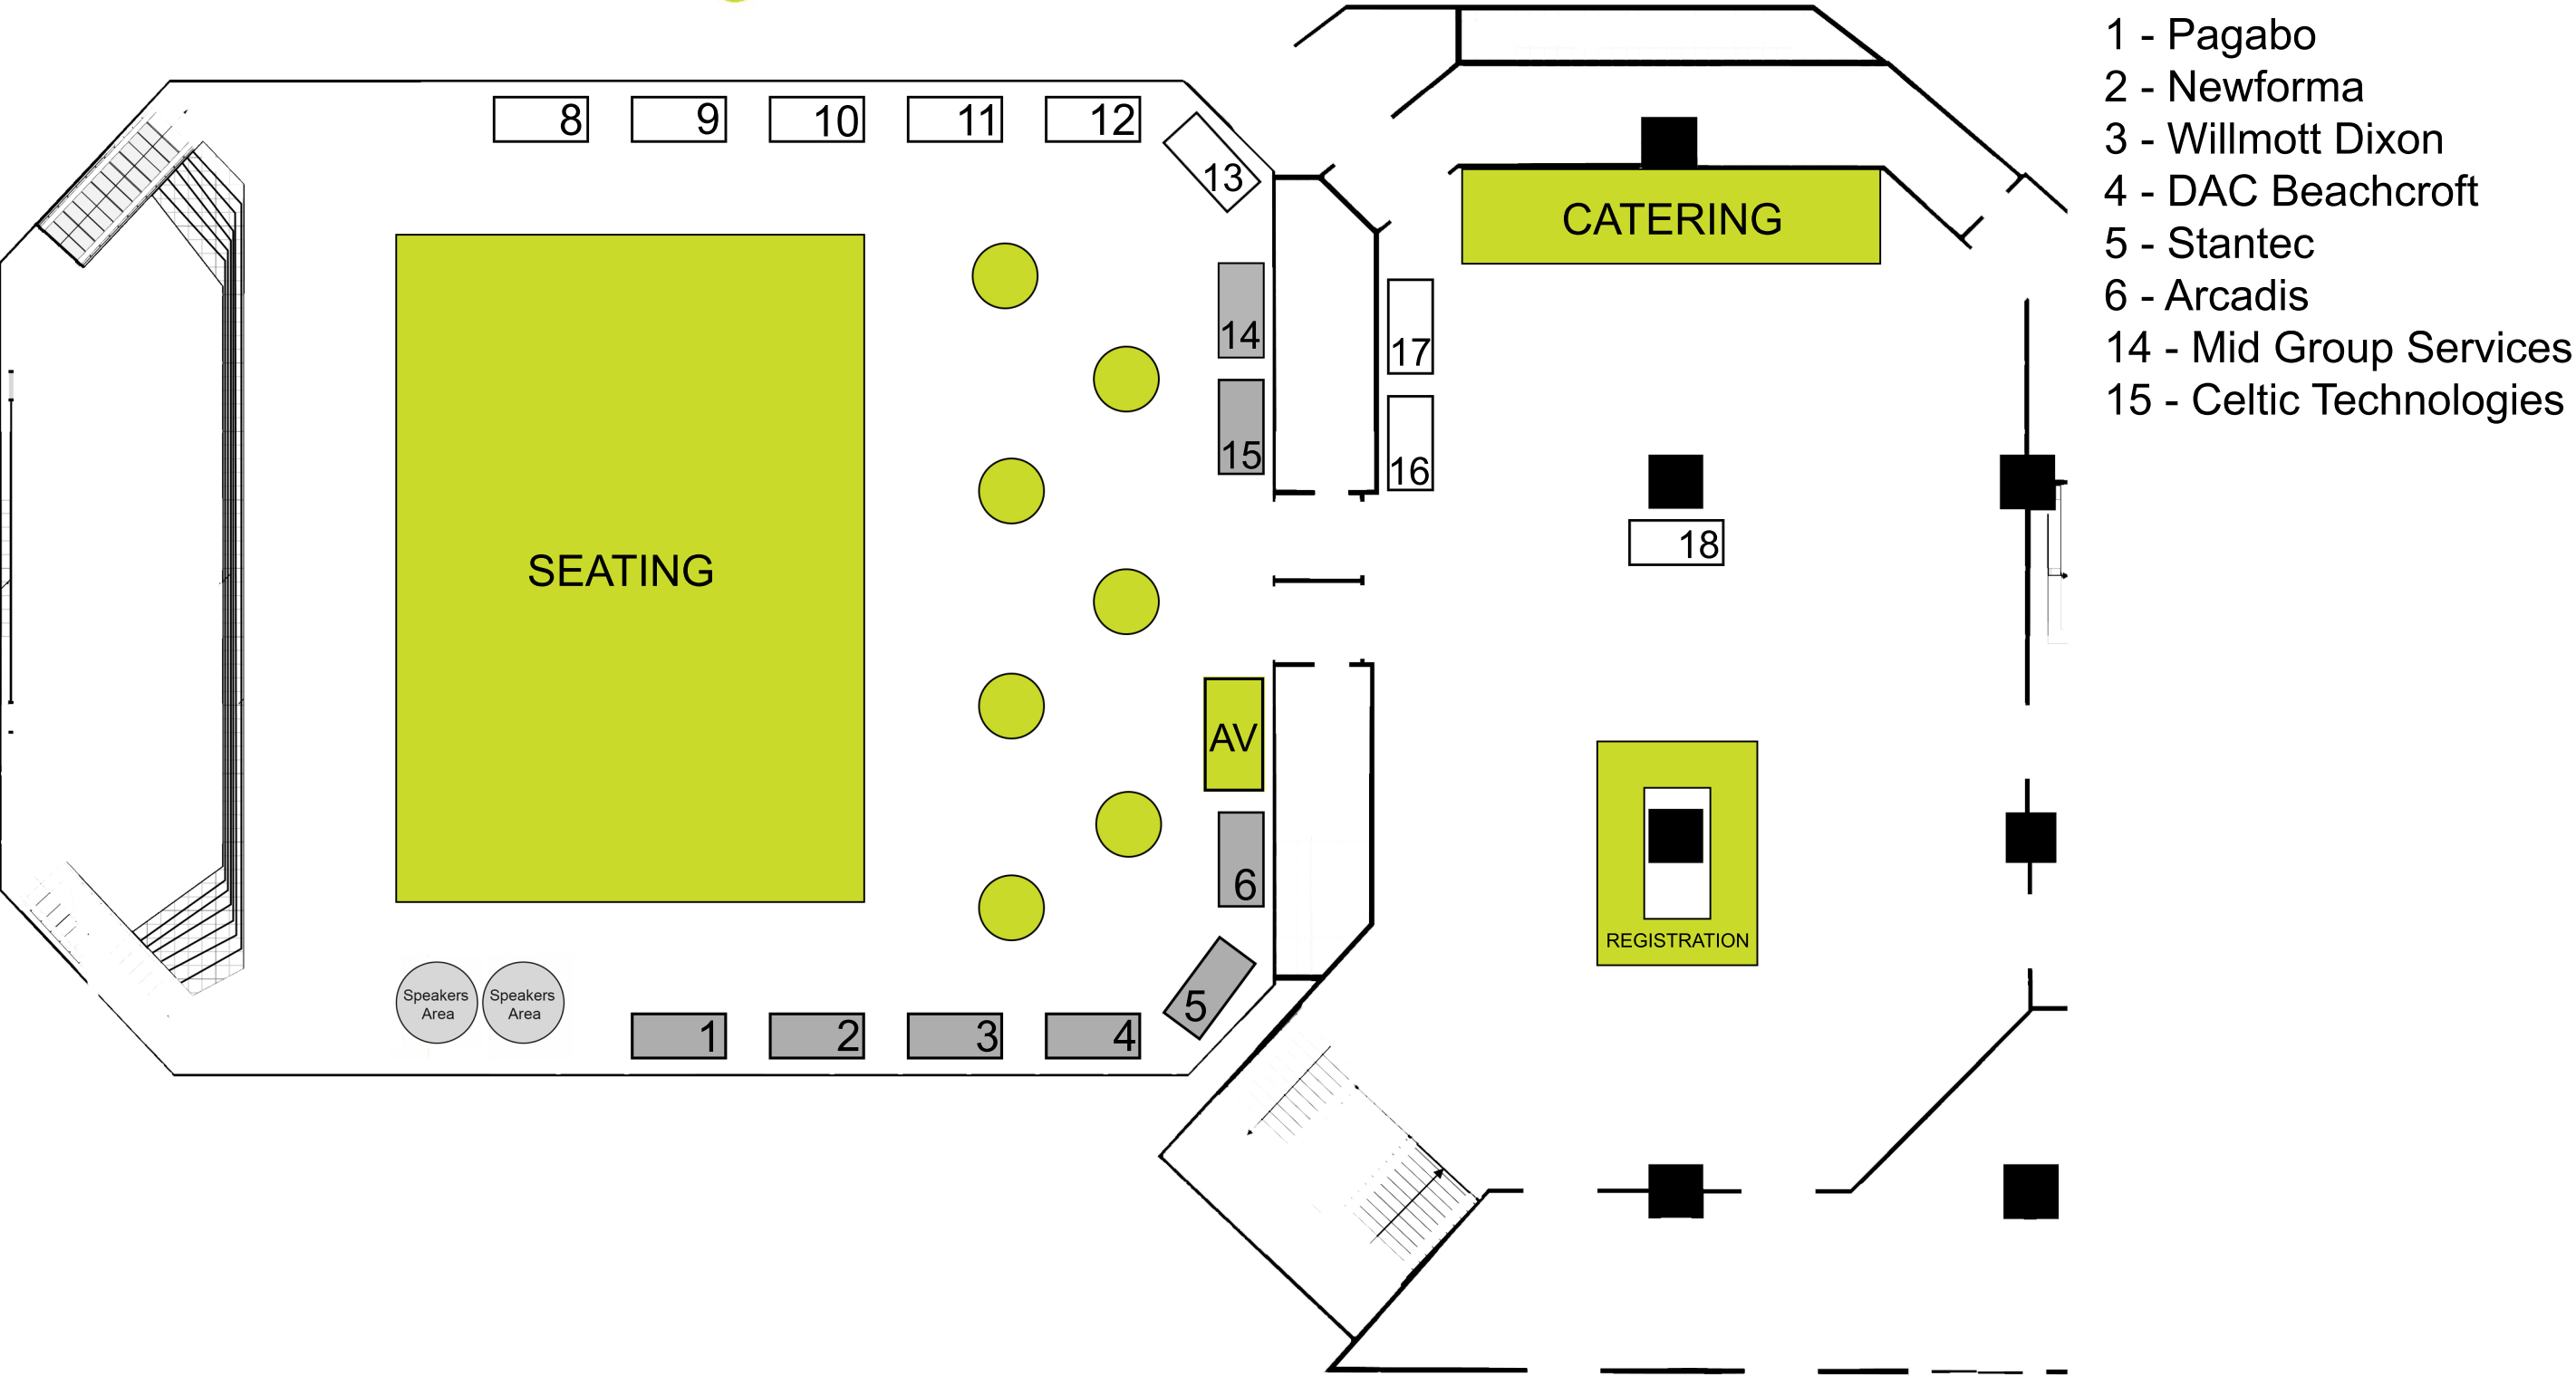 1 - Pagabo
2 - Newforma
3 - Willmott Dixon
4 - DAC Beachcroft
5 - Stantec
6 - Arcadis
14 - Mid Group Services
15 - Celtic Technologies
8
9
10
11
12
13
CATERING
14
17
15
16
18
SEATING
AV
6
REGISTRATION
Speakers
Area
Speakers
Area
5
1
2
3
4